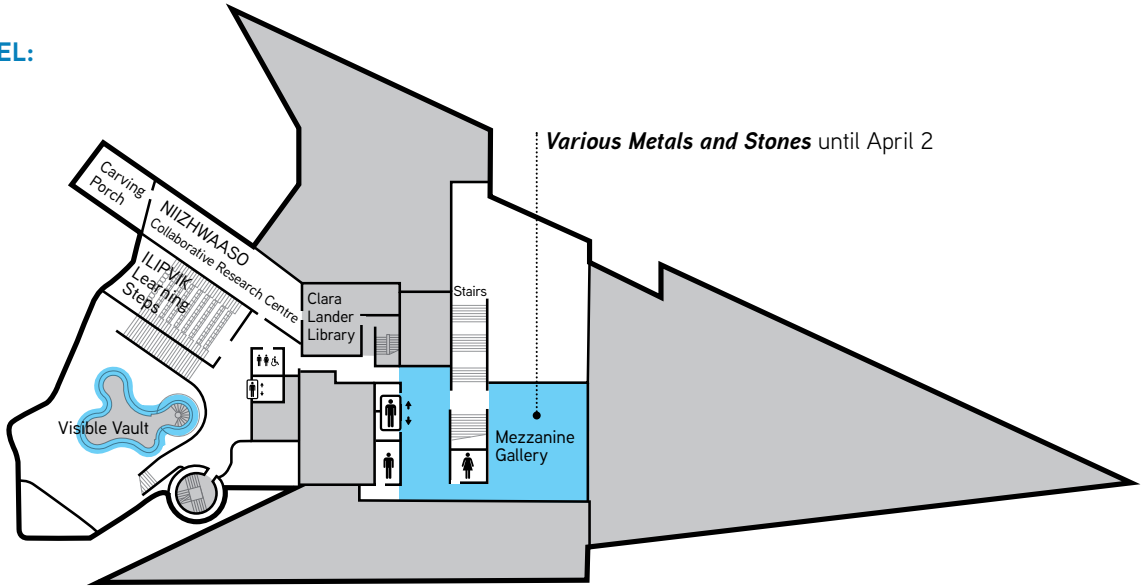 EL:
Various Metals and Stones until April 2
Carving
Porch
NIIZHWAASO
Collaborative Research Centre
ILIPVIK
Learning
Steps
Clara
Lander
Library
Stairs
Visible Vault
Mezzanine
Gallery